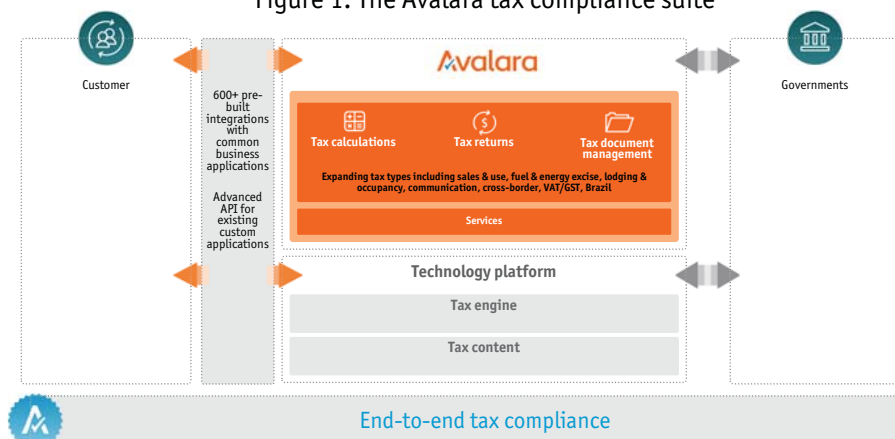 Figure 1. The Avalara tax compliance suite
Customer
600+ pre-
built
integrations
with
common
business
applications
Advanced
API for
existing
custom
applications
Avalara
Tax calculations
Tax returns
Tax document
management
Expanding tax types including sales & use, fuel & energy excise, lodging &
occupancy, communication, cross-border, VAT/GST, Brazil
Services
Technology platform
Tax engine
Tax content
Governments
End-to-end tax compliance